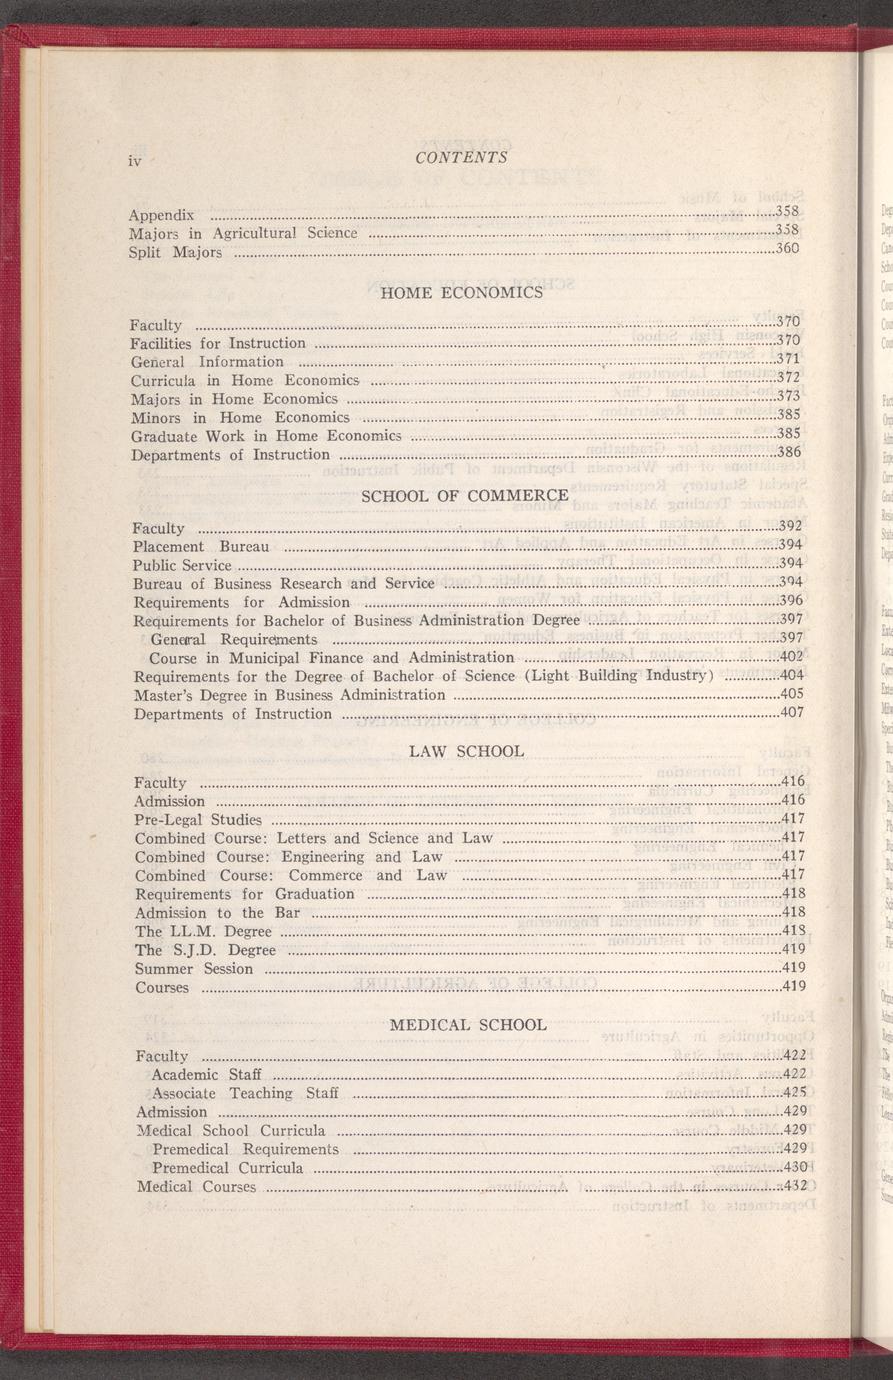 iv
CONTENTS
Appendix ........ 358
Majors in Agricultural Science ........ 358
Split Majors ........ 360
HOME ECONOMICS
Faculty ........ 370
Facilities for Instruction ........ 370
General Information ........ 371
Curricula in Home Economics ........ 372
Majors in Home Economics ........ 373
Minors in Home Economics ........ 385
Graduate Work in Home Economics ........ 385
Departments of Instruction ........ 386
SCHOOL OF COMMERCE
Faculty ........ 392
Placement Bureau ........ 394
Public Service ........ 394
Bureau of Business Research and Service ........ 394
Requirements for Admission ........ 396
Requirements for Bachelor of Business Administration Degree ........ 397
General Requirements ........ 397
Course in Municipal Finance and Administration ........ 402
Requirements for the Degree of Bachelor of Science (Light Building Industry) ........ 404
Master's Degree in Business Administration ........ 405
Departments of Instruction ........ 407
LAW SCHOOL
Faculty ........ 416
Admission ........ 416
Pre-Legal Studies ........ 417
Combined Course: Letters and Science and Law ........ 417
Combined Course: Engineering and Law ........ 417
Combined Course: Commerce and Law ........ 417
Requirements for Graduation ........ 418
Admission to the Bar ........ 418
The LL.M. Degree ........ 418
The S.J.D. Degree ........ 419
Summer Session ........ 419
Courses ........ 419
MEDICAL SCHOOL
Faculty ........ 422
Academic Staff ........ 422
Associate Teaching Staff ........ 425
Admission ........ 429
Medical School Curricula ........ 429
Premedical Requirements ........ 429
Premedical Curricula ........ 430
Medical Courses ........ 432